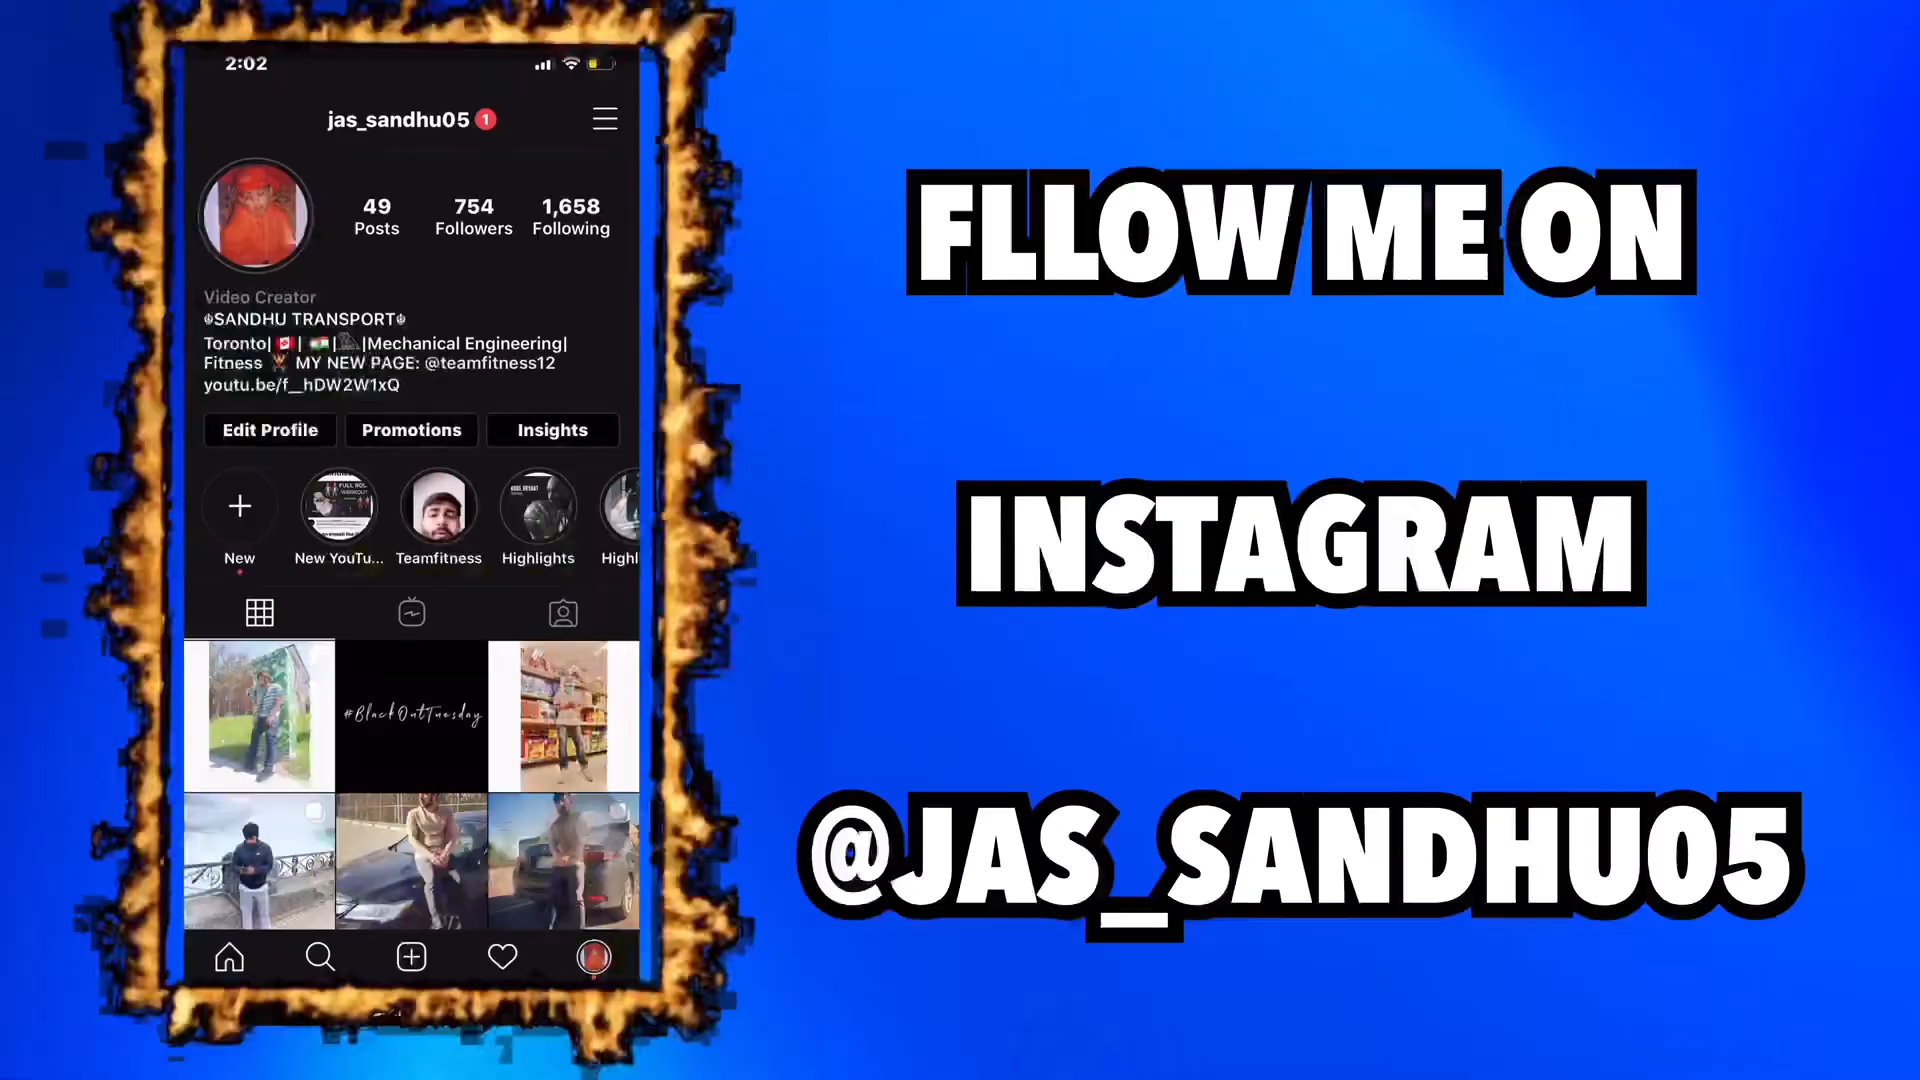 2:02
jas_sandhu05 1
49 754 1,658
Posts Followers Following
Video Creator
☬SANDHU TRANSPORT☬
Toronto|🇨🇦| 🇮🇳||Mechanical Engineering|
Fitness 🏋 MY NEW PAGE: @teamfitness12
youtu.be/f__hDW2W1xQ
Edit Profile Promotions Insights
New New YouTu... Teamfitness Highlights Highl
#BlackOutTuesday
FLLOW ME ON
INSTAGRAM
@JAS_SANDHU05